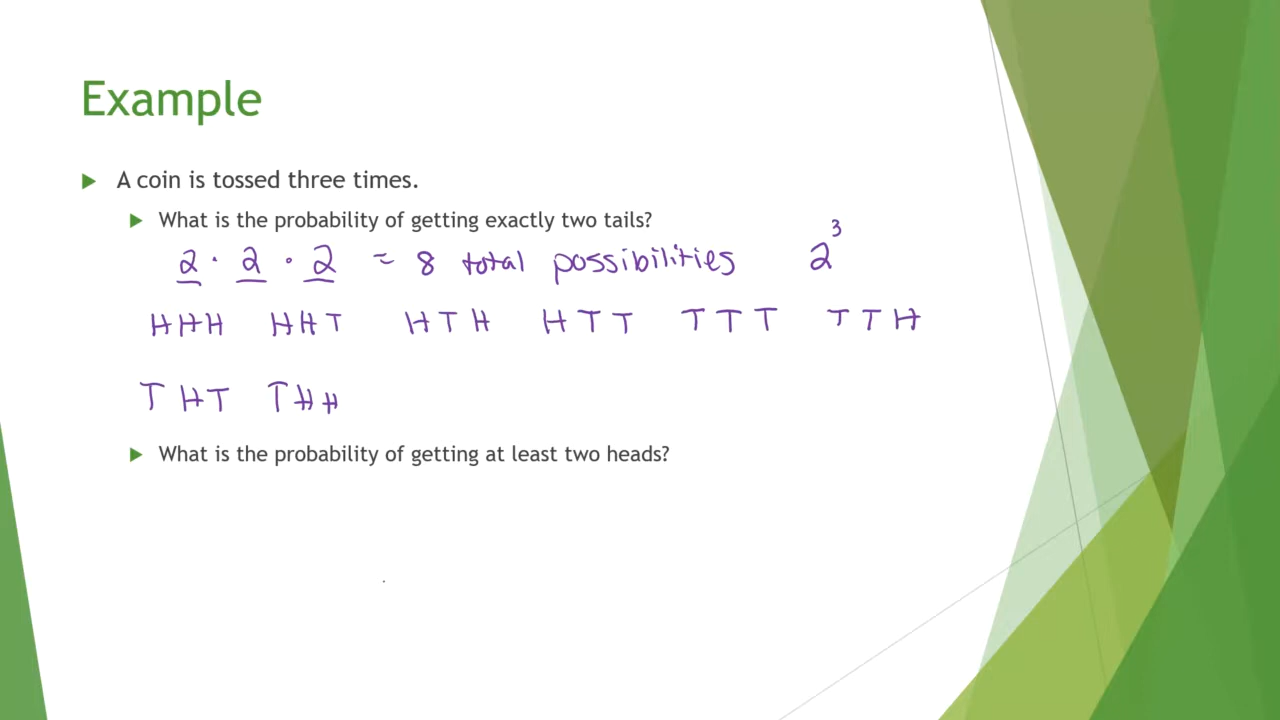 Example
A coin is tossed three times.
What is the probability of getting exactly two tails?
2 · 2 · 2 = 8 total possibilities 2³
HHH HHT HTH HTT TTT TTH
THT THH
What is the probability of getting at least two heads?